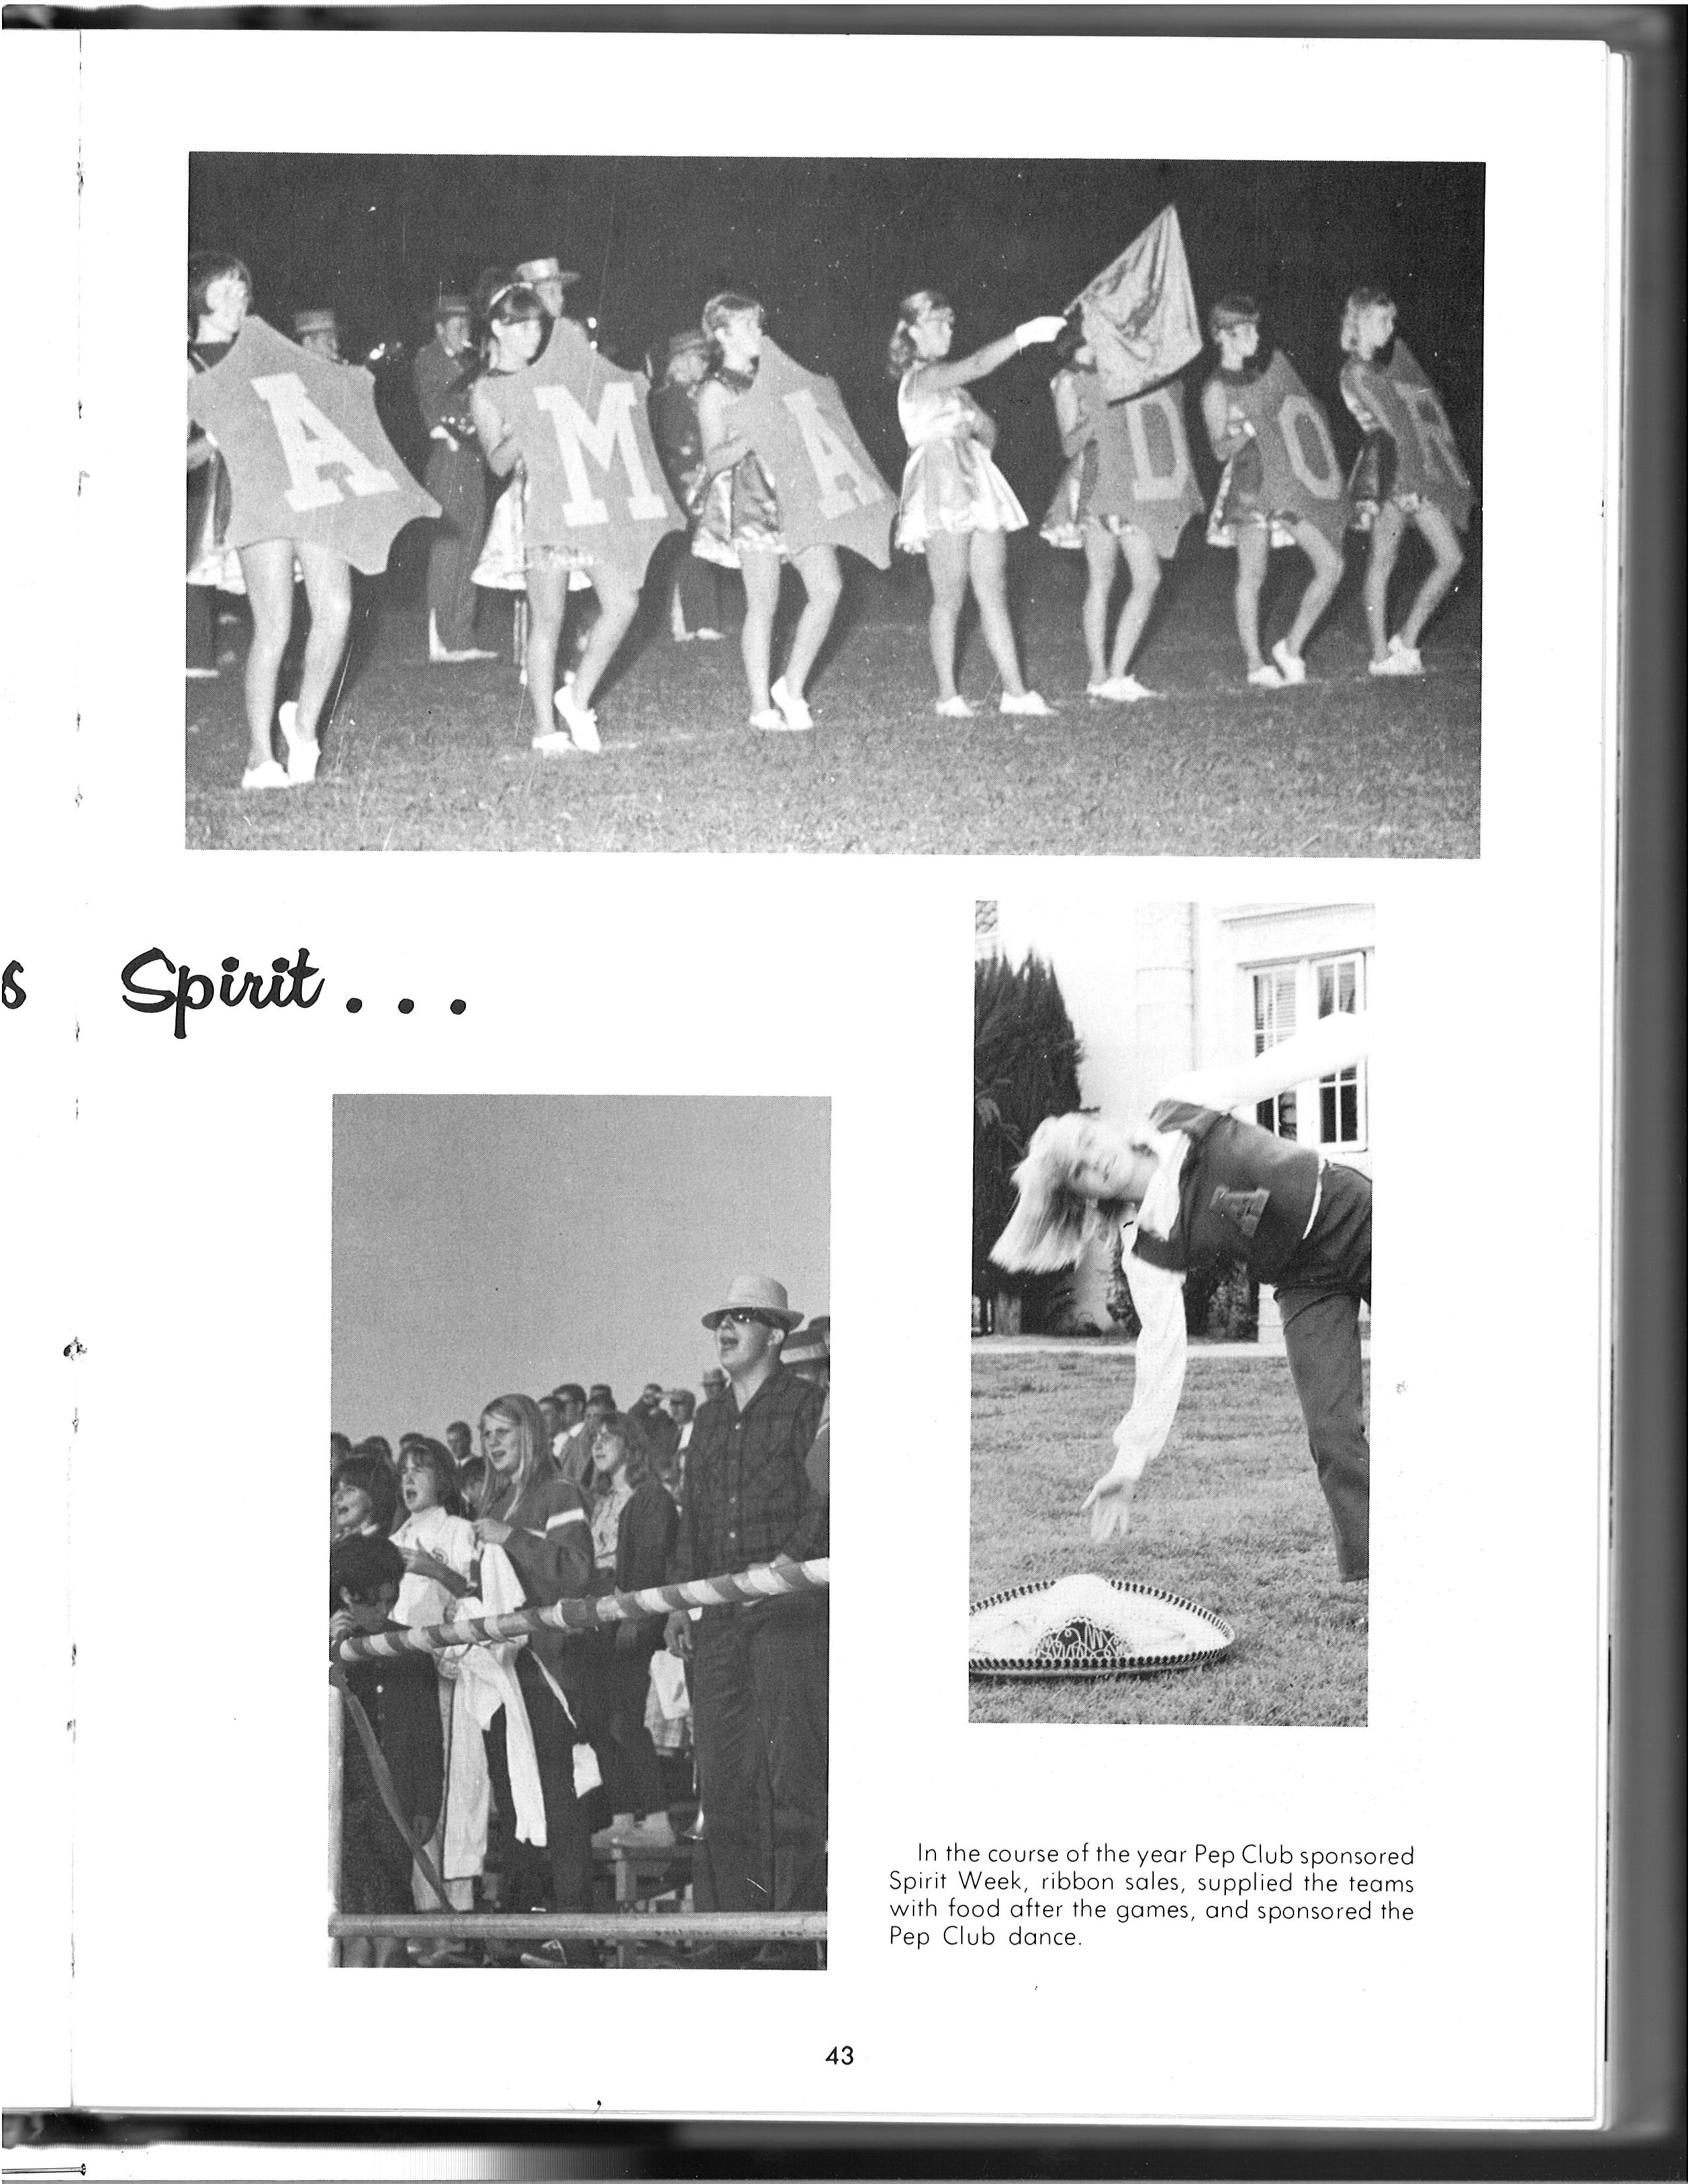 A M A D O R
s Spirit...
A
In the course of the year Pep Club sponsored
Spirit Week, ribbon sales, supplied the teams
with food after the games, and sponsored the
Pep Club dance.
43